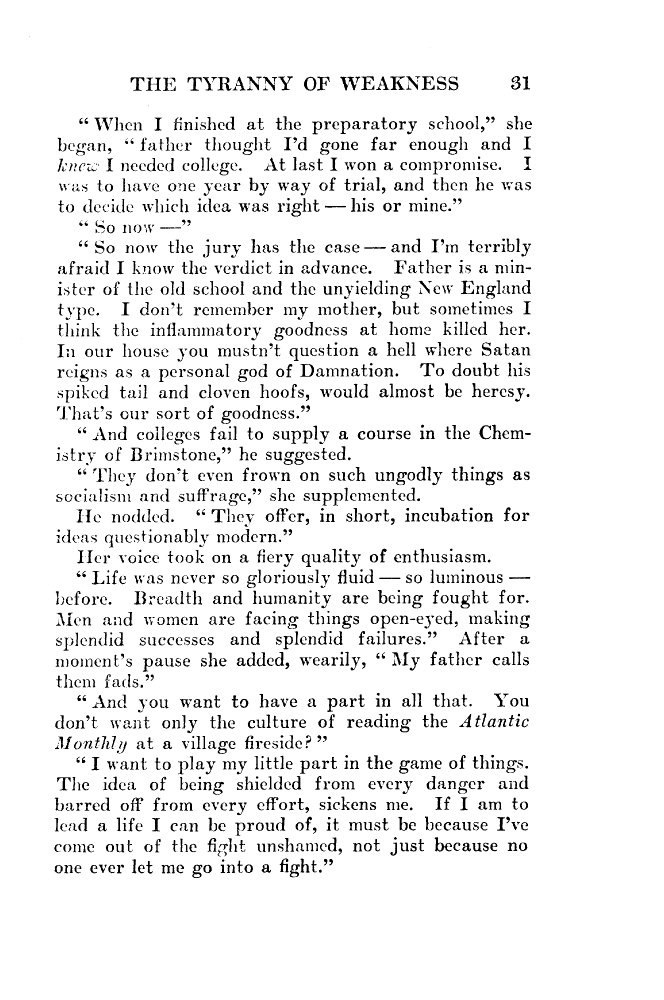 THE TYRANNY OF WEAKNESS 31
“ When I finished at the preparatory school,” she
began, “ father thought I’d gone far enough and I
knew I needed college. At last I won a compromise. I
was to have one year by way of trial, and then he was
to decide which idea was right — his or mine.”
“ So now —”
“ So now the jury has the case — and I’m terribly
afraid I know the verdict in advance. Father is a min-
ister of the old school and the unyielding New England
type. I don’t remember my mother, but sometimes I
think the inflammatory goodness at home killed her.
In our house you mustn’t question a hell where Satan
reigns as a personal god of Damnation. To doubt his
spiked tail and cloven hoofs, would almost be heresy.
That’s our sort of goodness.”
“ And colleges fail to supply a course in the Chem-
istry of Brimstone,” he suggested.
“ They don’t even frown on such ungodly things as
socialism and suffrage,” she supplemented.
He nodded. “ They offer, in short, incubation for
ideas questionably modern.”
Her voice took on a fiery quality of enthusiasm.
“ Life was never so gloriously fluid — so luminous —
before. Breadth and humanity are being fought for.
Men and women are facing things open-eyed, making
splendid successes and splendid failures.” After a
moment’s pause she added, wearily, “ My father calls
them fads.”
“ And you want to have a part in all that. You
don’t want only the culture of reading the Atlantic
Monthly at a village fireside? ”
“ I want to play my little part in the game of things.
The idea of being shielded from every danger and
barred off from every effort, sickens me. If I am to
lead a life I can be proud of, it must be because I’ve
come out of the fight unshamed, not just because no
one ever let me go into a fight.”